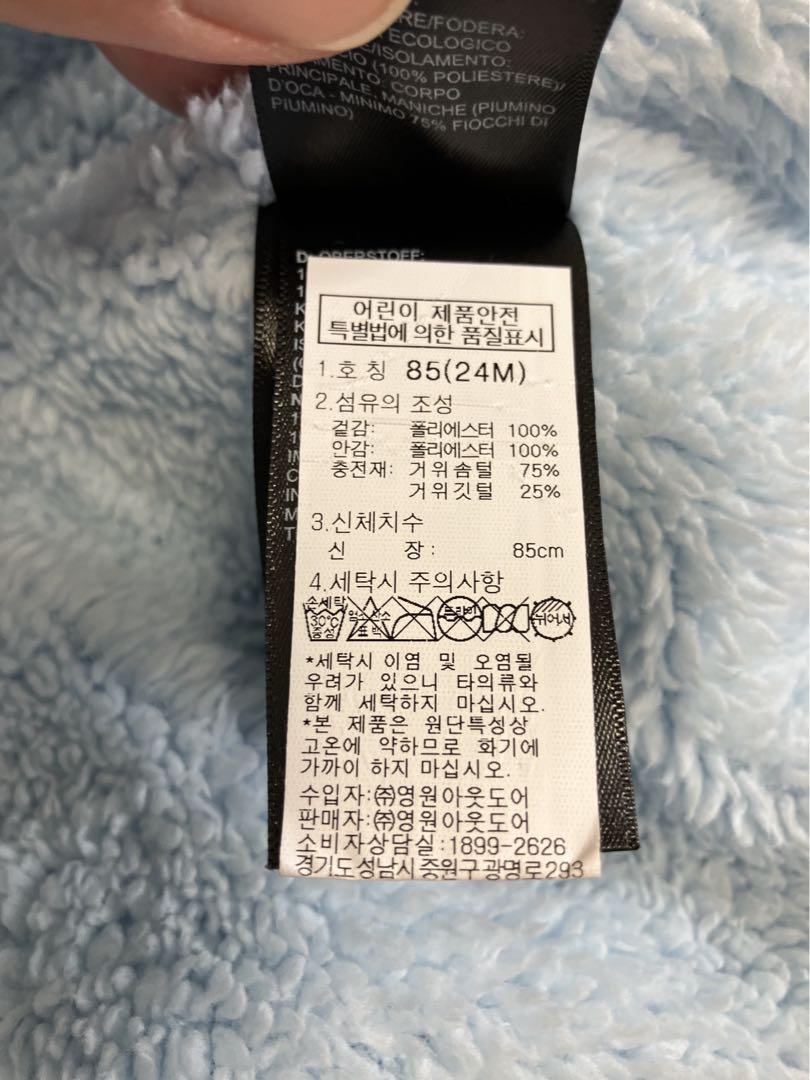 RE/FODERA:
ECOLOGICO
E/ISOLAMENTO:
(100% POLIESTERE)/
AMENTO, CORPO
PRINCIPALE, MANICHE (PIUMINO
D'OCA - MINIMO 75% FIOCCHI DI
PIUMINO)
D: OBERSTOFF:
어린이 제품안전
특별법에 의한 품질표시
1.호칭 85(24M)
2.섬유의 조성
겉감: 폴리에스터 100%
안감: 폴리에스터 100%
충전재: 거위솜털 75%
거위깃털 25%
3.신체치수
신 장: 85cm
4.세탁시 주의사항
손세탁
30℃ 중성 염소산소 표백 드라이 뉘어서
*세탁시 이염 및 오염될
우려가 있으니 타의류와
함께 세탁하지 마십시오.
*본 제품은 원단특성상
고온에 약하므로 화기에
가까이 하지 마십시오.
수입자:㈜영원아웃도어
판매자:㈜영원아웃도어
소비자상담실:1899-2626
경기도성남시중원구광명로293